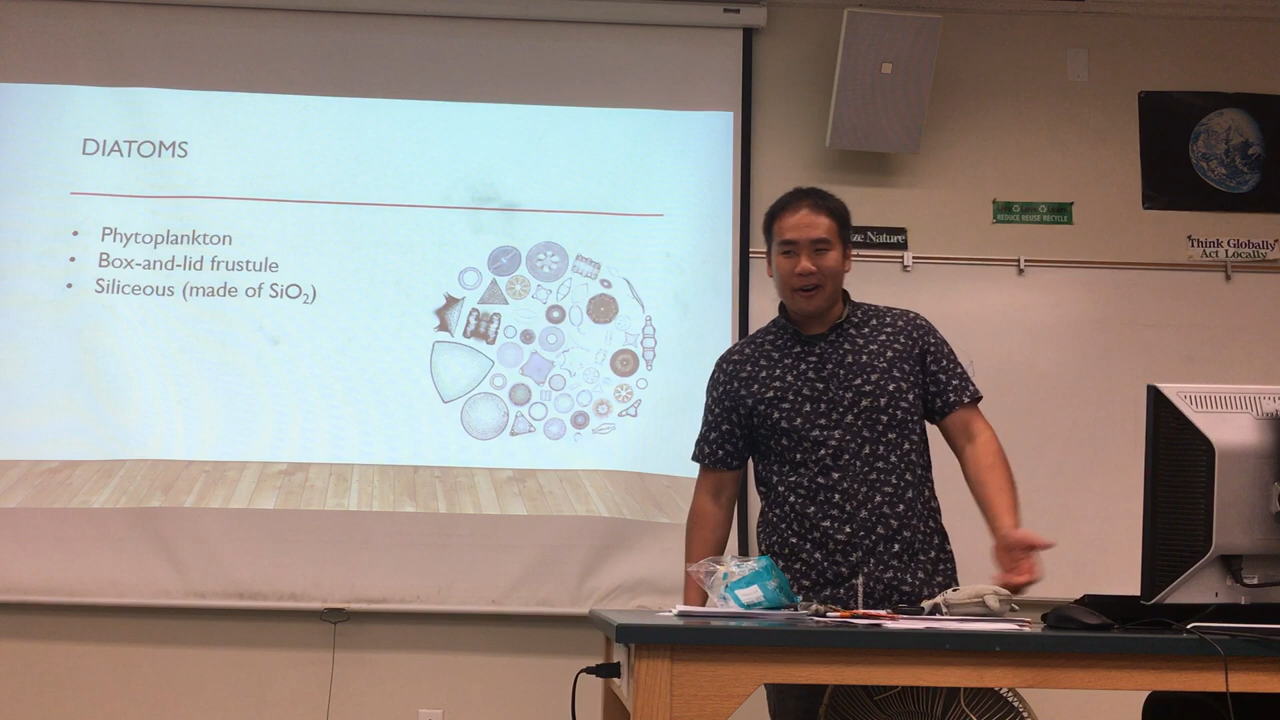 DIATOMS
• Phytoplankton
• Box-and-lid frustule
• Siliceous (made of SiO₂)
Nature
REDUCE REUSE RECYCLE
Think Globally
Act Locally